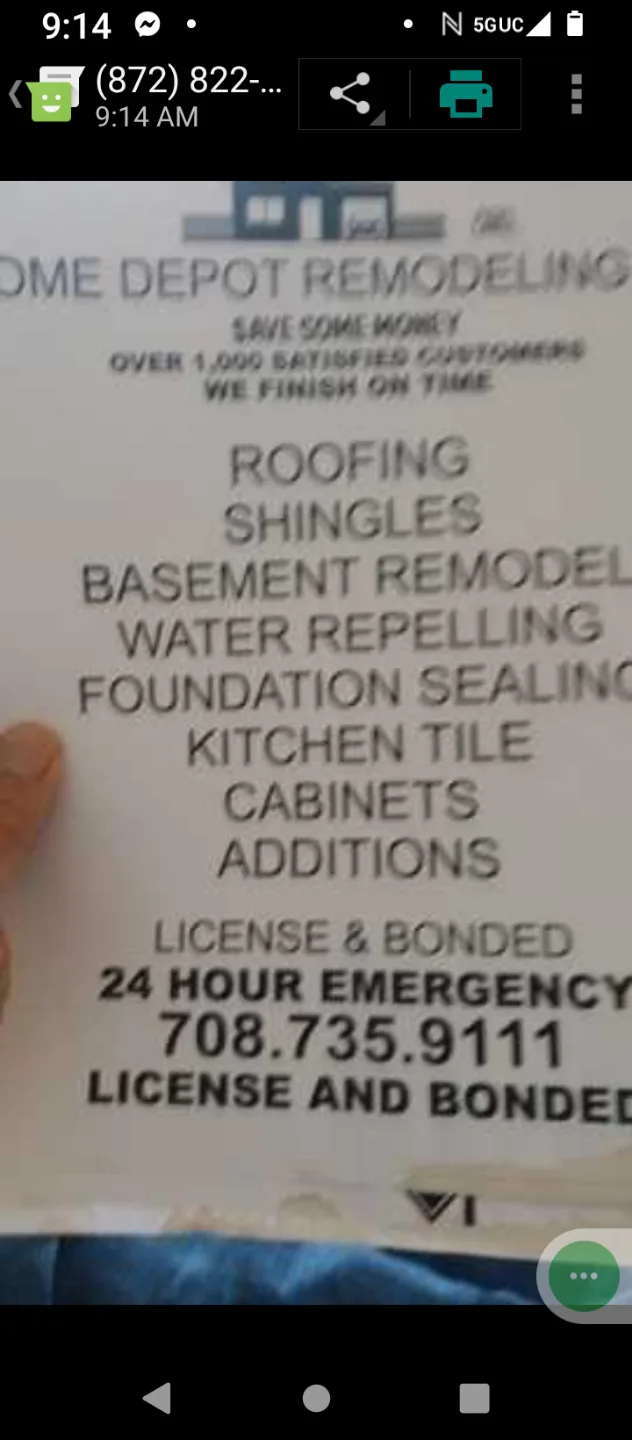 9:14
5GUC
(872) 822-...
9:14 AM
OME DEPOT REMODELING
SAVE SOME MONEY
OVER 1,000 SATISFIED CUSTOMERS
WE FINISH ON TIME
ROOFING
SHINGLES
BASEMENT REMODEL
WATER REPELLING
FOUNDATION SEALING
KITCHEN TILE
CABINETS
ADDITIONS
LICENSE & BONDED
24 HOUR EMERGENCY
708.735.9111
LICENSE AND BONDED